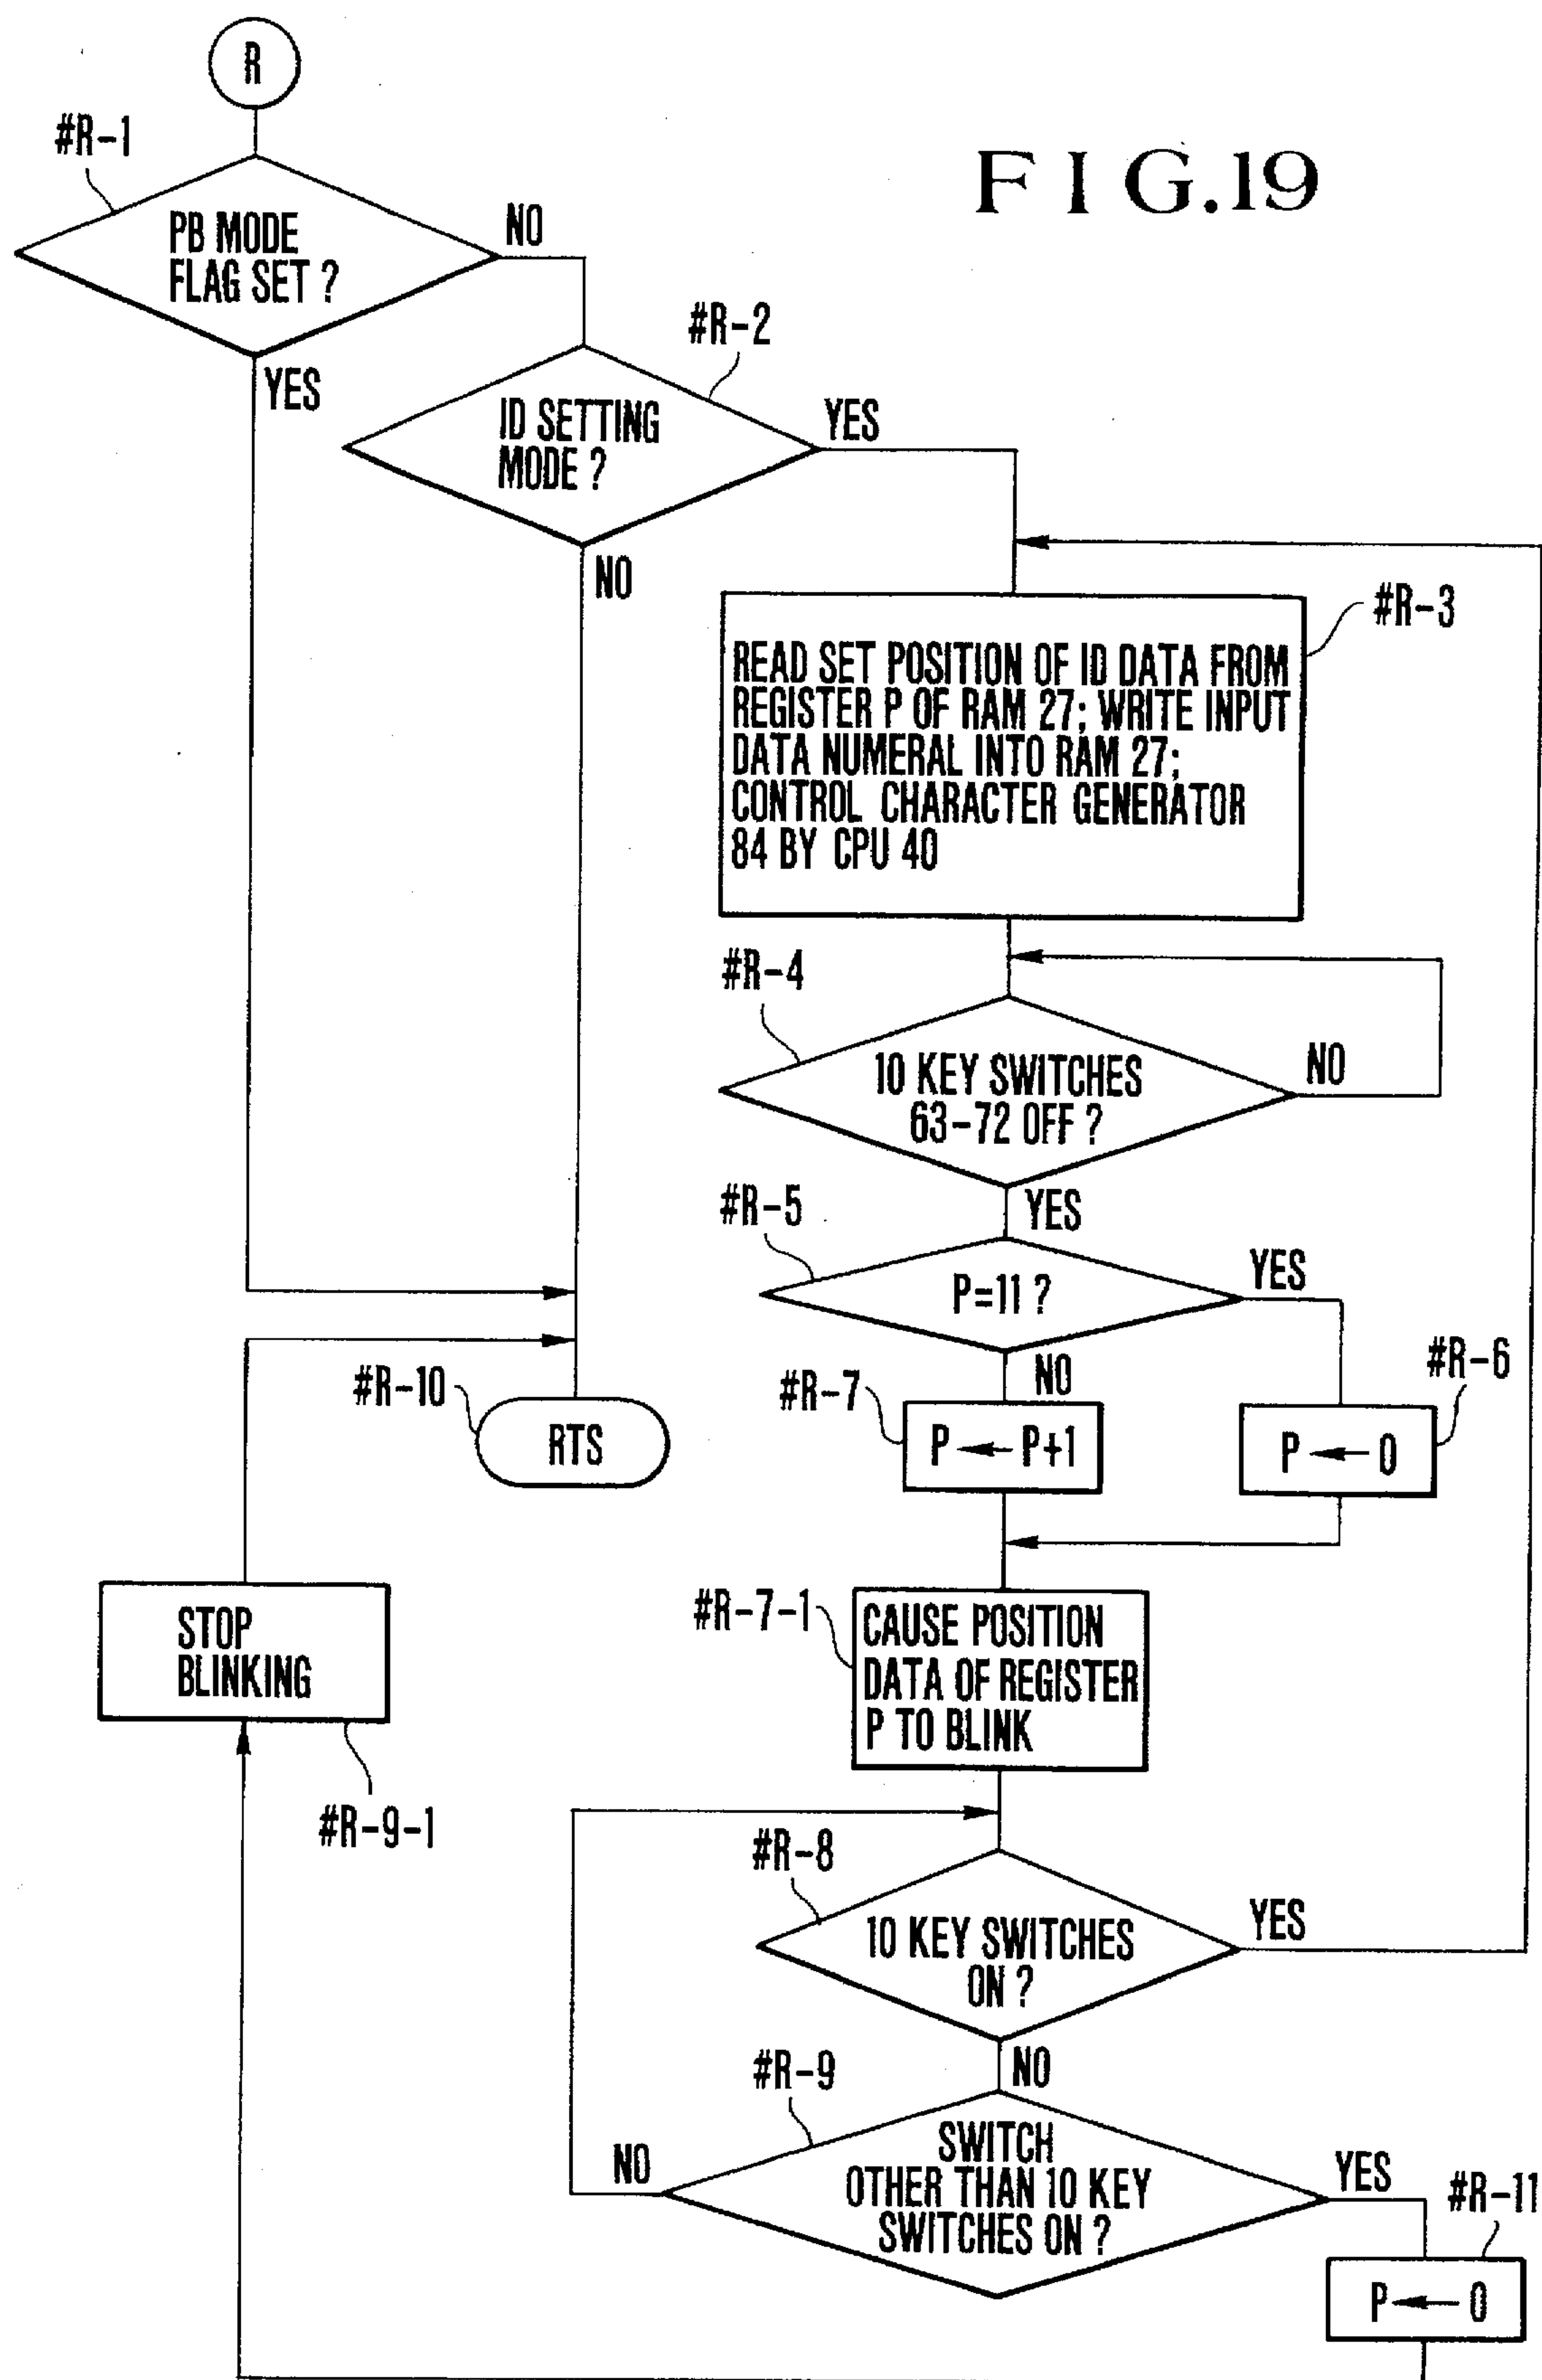 R
#R-1
FIG.19
PB MODE
FLAG SET ?
NO
YES
#R-2
ID SETTING
MODE ?
YES
NO
#R-3
READ SET POSITION OF ID DATA FROM
REGISTER P OF RAM 27; WRITE INPUT
DATA NUMERAL INTO RAM 27;
CONTROL CHARACTER GENERATOR
84 BY CPU 40
#R-4
10 KEY SWITCHES
63-72 OFF ?
NO
YES
#R-5
P=11 ?
YES
NO
#R-6
P ← 0
#R-7
P ← P+1
#R-10
RTS
#R-7-1
CAUSE POSITION
DATA OF REGISTER
P TO BLINK
STOP
BLINKING
#R-9-1
#R-8
10 KEY SWITCHES
ON ?
YES
NO
#R-9
SWITCH
OTHER THAN 10 KEY
SWITCHES ON ?
NO
YES
#R-11
P ← 0